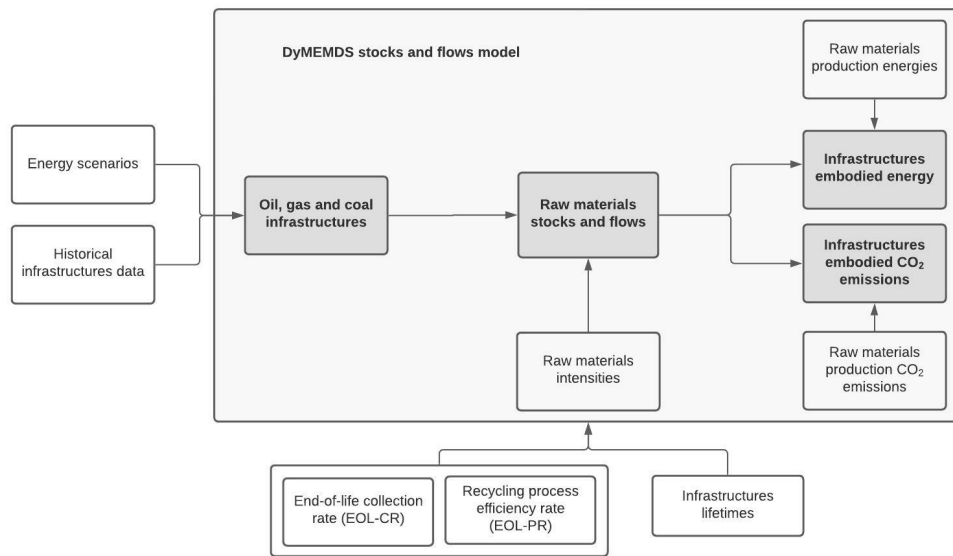 DyMEMDS stocks and flows model
Raw materials
production energies
Energy scenarios
Historical
infrastructures data
Oil, gas and coal
infrastructures
Raw materials
stocks and flows
Infrastructures
embodied energy
Infrastructures
embodied CO₂
emissions
Raw materials
intensities
Raw materials
production CO₂
emissions
End-of-life collection
rate (EOL-CR)
Recycling process
efficiency rate
(EOL-PR)
Infrastructures
lifetimes